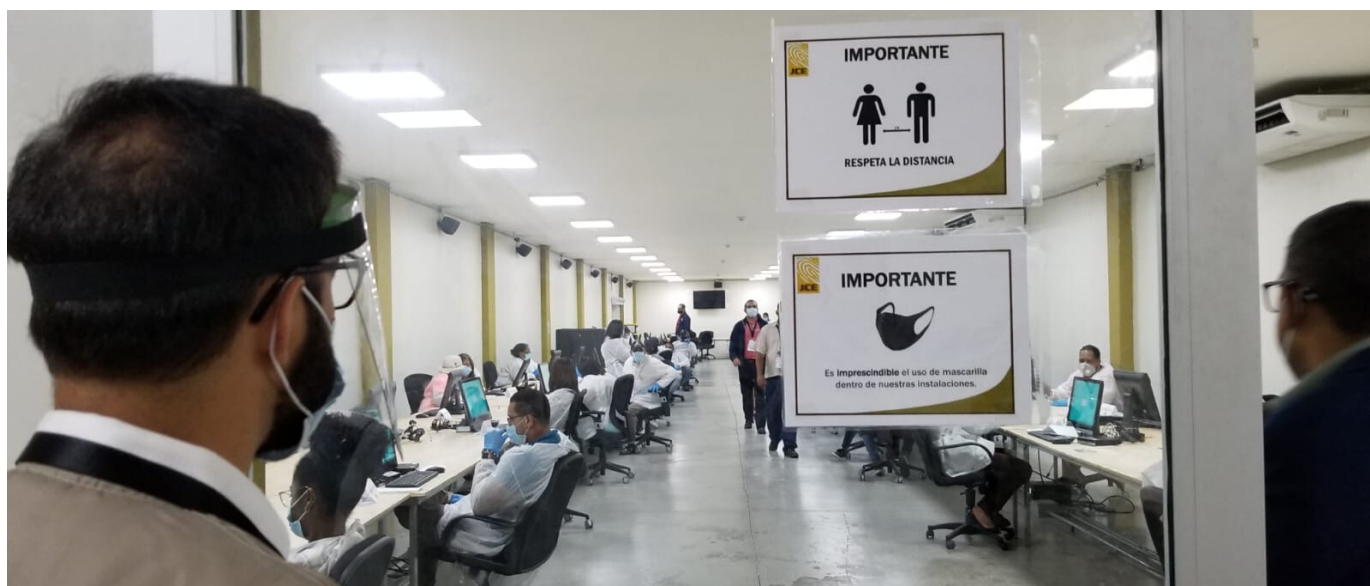 JCE
IMPORTANTE
RESPETA LA DISTANCIA
JCE
IMPORTANTE
Es imprescindible el uso de mascarilla
dentro de nuestras instalaciones.